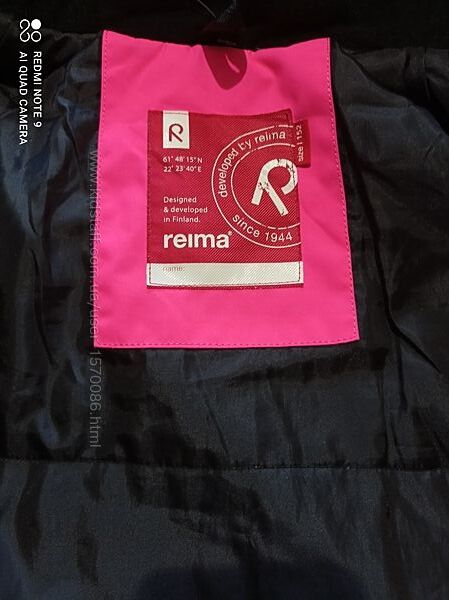 REDMI NOTE 9
AI QUAD CAMERA
R
61° 48' 15" N
22° 23' 40" E
Designed
& developed
in Finland.
reima®
name:
developed by reima
R
since 1944
size | 152